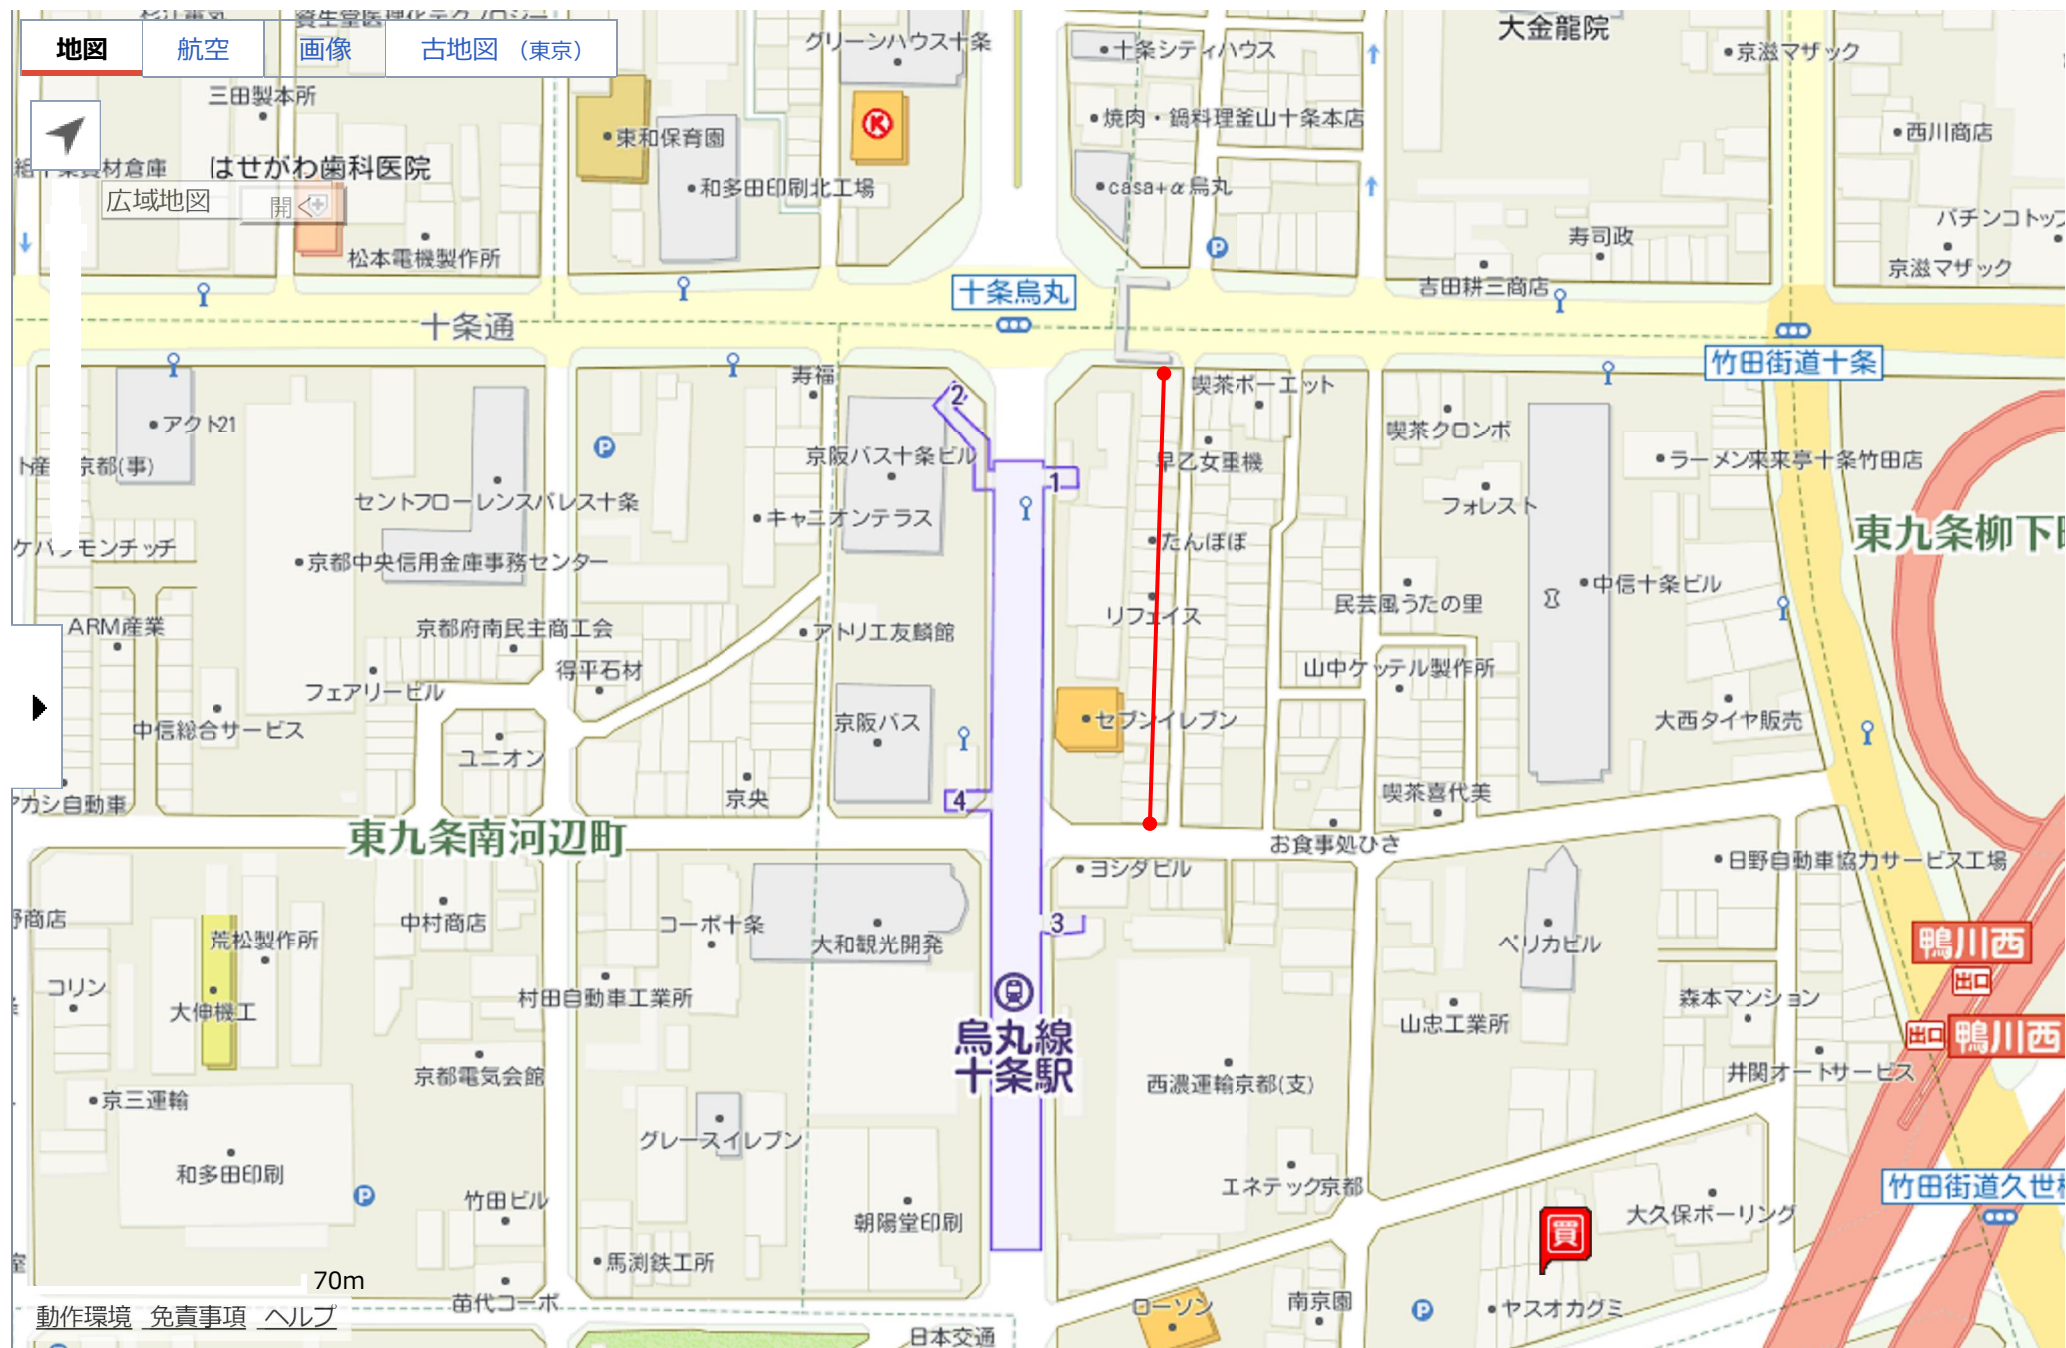 地図
航空
画像
古地図 （東京）
グリーンハウス十条
十条シティハウス
大金龍院
京滋マザック
三田製本所
東和保育園
焼肉・鍋料理釜山十条本店
西川商店
はせがわ歯科医院
広域地図
開く
和多田印刷北工場
casa+α烏丸
松本電機製作所
P
寿司政
パチンコトップ
京滋マザック
吉田耕三商店
十条烏丸
十条通
竹田街道十条
寿福
2
喫茶ポーエット
アクト21
P
京阪バス十条ビル
喫茶クロンボ
京都(事)
1
早乙女重機
ラーメン来来亭十条竹田店
セントフローレンスパレス十条
フォレスト
キャニオンテラス
たんぽぽ
東九条柳下町
京都中央信用金庫事務センター
中信十条ビル
リフェイス
民芸風うたの里
ARM産業
京都府南民主商工会
アトリエ友麟館
得平石材
山中ケッテル製作所
フェアリービル
中信総合サービス
京阪バス
セブンイレブン
大西タイヤ販売
ユニオン
アカシ自動車
京央
4
喫茶喜代美
東九条南河辺町
お食事処ひさ
ヨシダビル
日野自動車協力サービス工場
野商店
荒松製作所
中村商店
コーポ十条
大和観光開発
3
ペリカビル
鴨川西
出口
コリン
大伸機工
村田自動車工業所
森本マンション
山忠工業所
出口
鴨川西
烏丸線
十条駅
京都電気会館
西濃運輸京都(支)
井関オートサービス
京三運輸
グレースイレブン
和多田印刷
P
竹田ビル
朝陽堂印刷
エネテック京都
竹田街道久世橋
大久保ボーリング
買
馬渕鉄工所
70m
苗代コーポ
ローソン
南京園
P
ヤスオカグミ
動作環境 免責事項 ヘルプ
日本交通